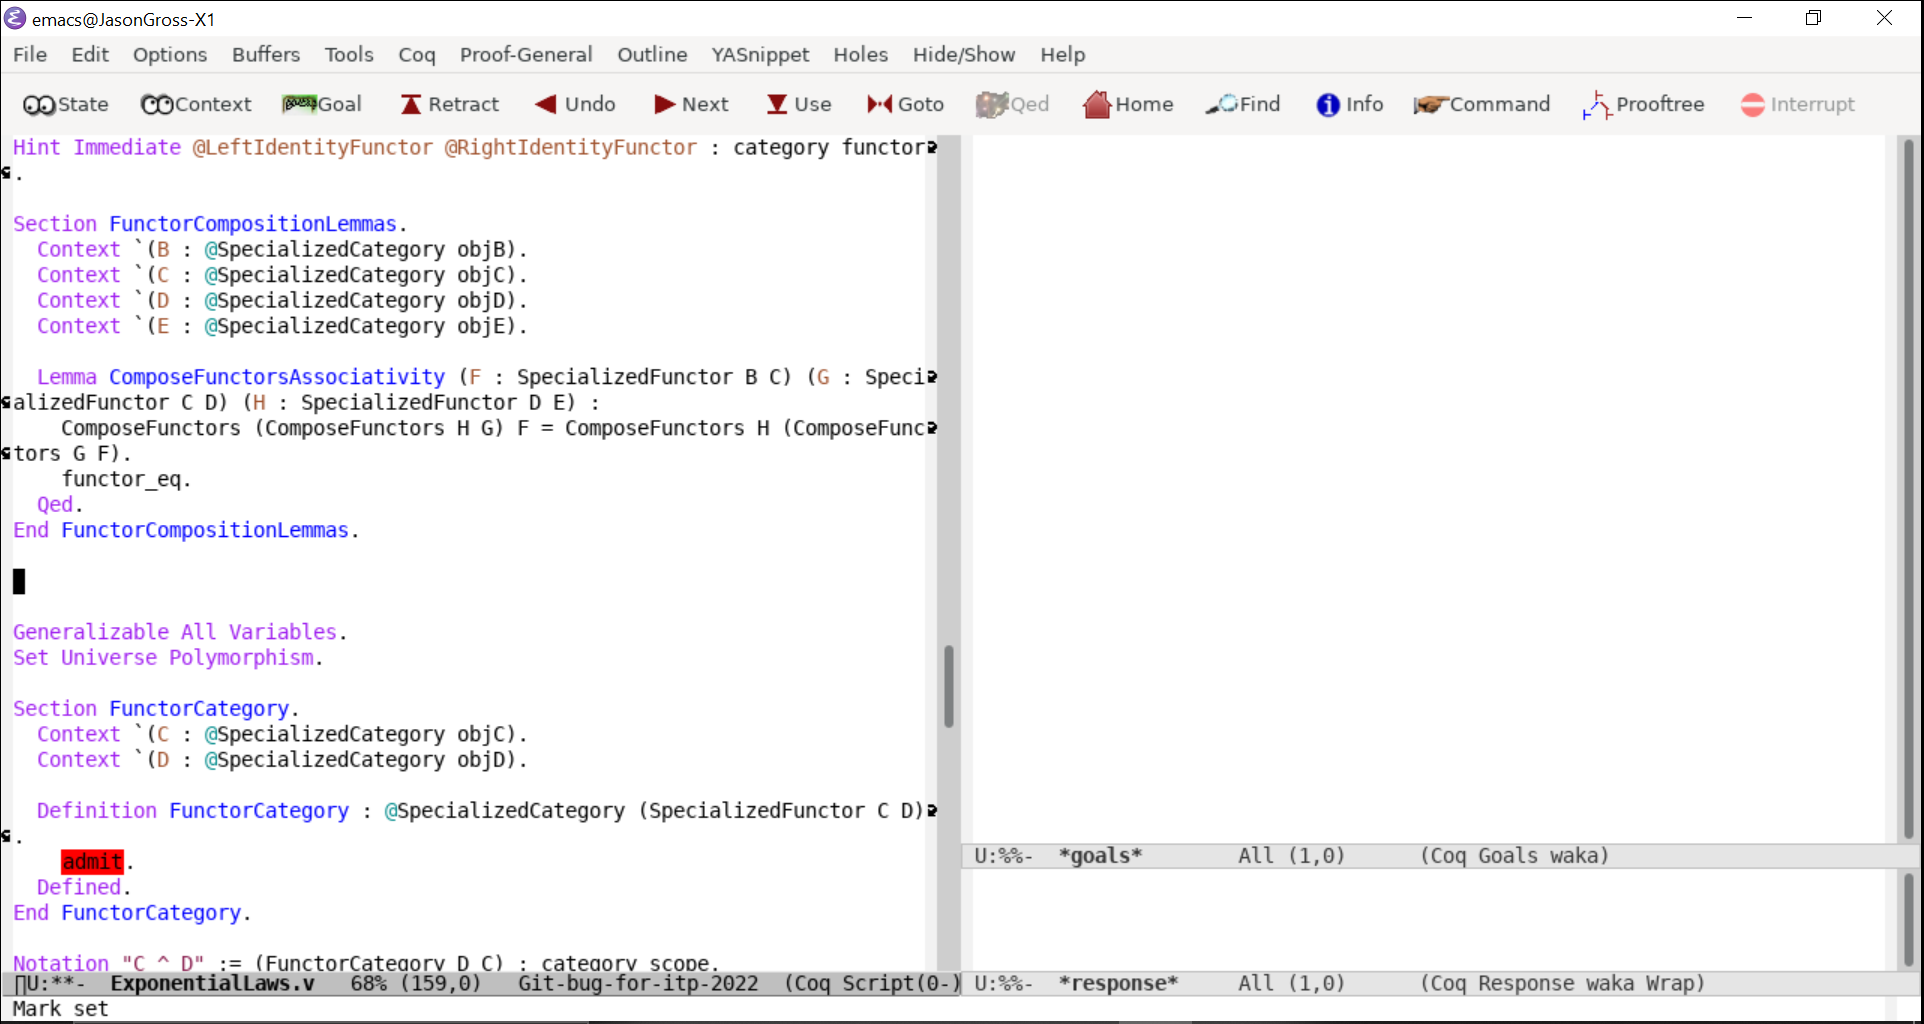 emacs@JasonGross-X1
File Edit Options Buffers Tools Coq Proof-General Outline YASnippet Holes Hide/Show Help
State Context Goal Retract Undo Next Use Goto Qed Home Find Info Command Prooftree Interrupt
Hint Immediate @LeftIdentityFunctor @RightIdentityFunctor : category functor
.
Section FunctorCompositionLemmas.
  Context `(B : @SpecializedCategory objB).
  Context `(C : @SpecializedCategory objC).
  Context `(D : @SpecializedCategory objD).
  Context `(E : @SpecializedCategory objE).
  Lemma ComposeFunctorsAssociativity (F : SpecializedFunctor B C) (G : Speci
alizedFunctor C D) (H : SpecializedFunctor D E) :
    ComposeFunctors (ComposeFunctors H G) F = ComposeFunctors H (ComposeFunc
tors G F).
    functor_eq.
  Qed.
End FunctorCompositionLemmas.
Generalizable All Variables.
Set Universe Polymorphism.
Section FunctorCategory.
  Context `(C : @SpecializedCategory objC).
  Context `(D : @SpecializedCategory objD).
  Definition FunctorCategory : @SpecializedCategory (SpecializedFunctor C D)
.
    admit.
  Defined.
End FunctorCategory.
Notation "C ^ D" := (FunctorCategory D C) : category_scope.
U:**-  ExponentialLaws.v   68% (159,0)   Git-bug-for-itp-2022  (Coq Script(0-)
Mark set
U:%%-  *goals*        All (1,0)      (Coq Goals waka)
U:%%-  *response*     All (1,0)      (Coq Response waka Wrap)